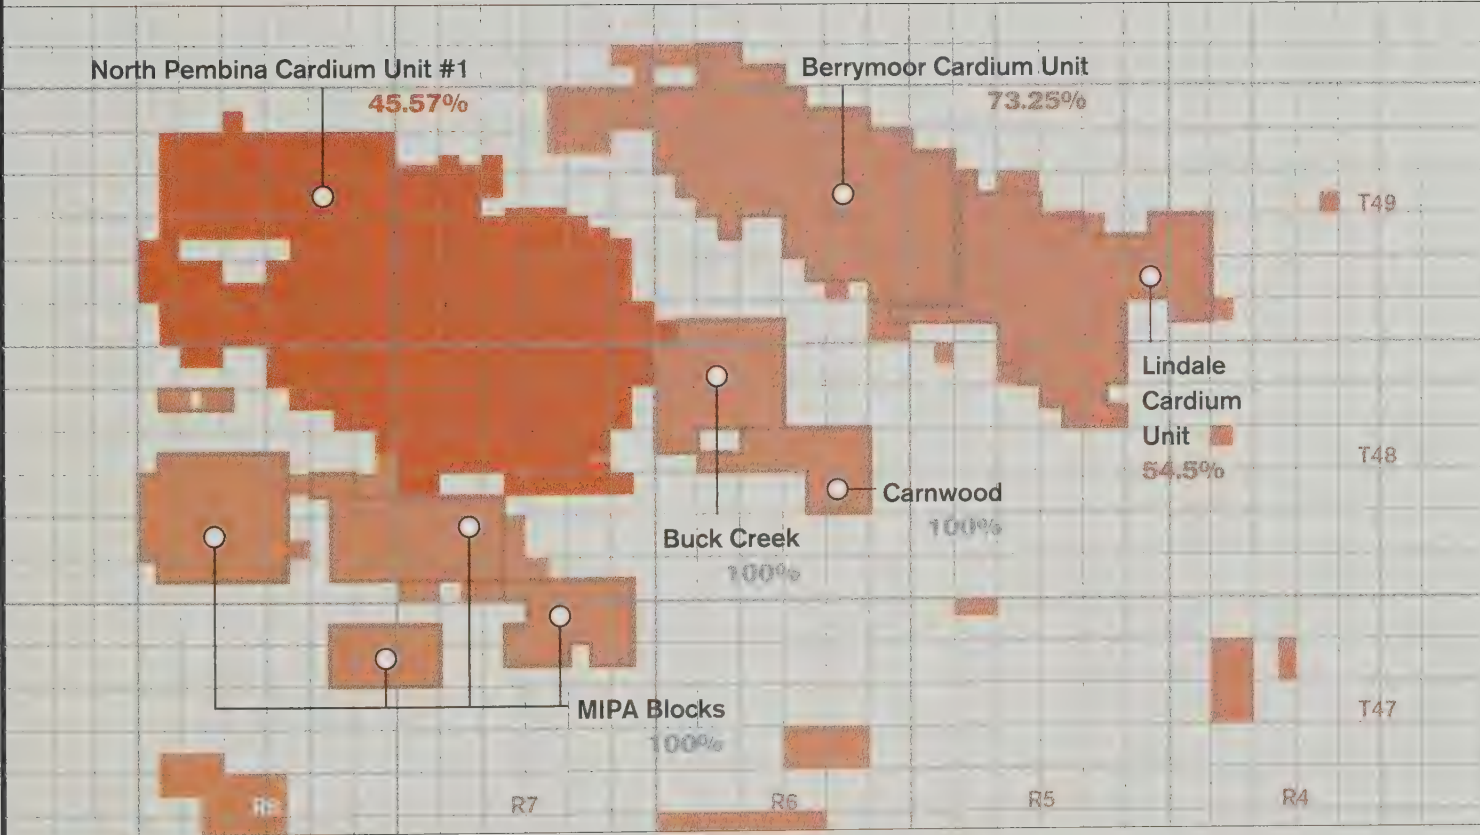 North Pembina Cardium Unit #1
45.57%
Berrymoor Cardium Unit
73.25%
T49
Lindale
Cardium
Unit
54.5%
T48
Carnwood
100%
Buck Creek
100%
MIPA Blocks
100%
T47
R8
R7
R6
R5
R4